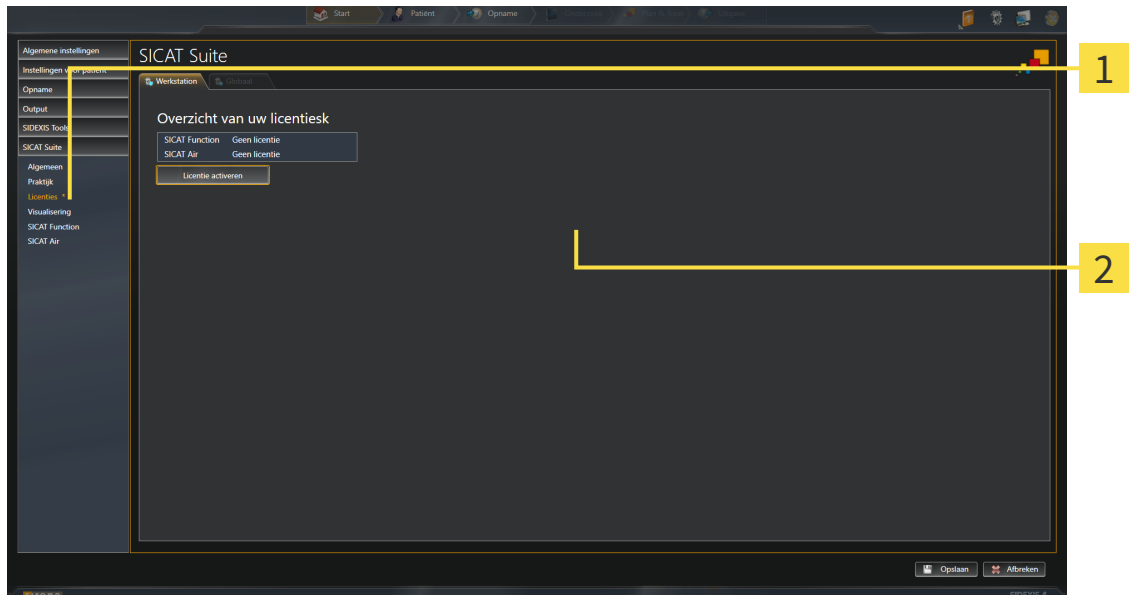 Start
Patiënt
Opname
Algemene instellingen
Instellingen voor patiënt
Opname
Output
SIDEXIS Tools
SICAT Suite
Algemeen
Praktijk
Licenties *
Visualisering
SICAT Function
SICAT Air
SICAT Suite
Werkstation
Globaal
Overzicht van uw licentiesk
SICAT Function Geen licentie
SICAT Air Geen licentie
Licentie activeren
1
2
Opslaan
Afbreken
SIDEXIS 4